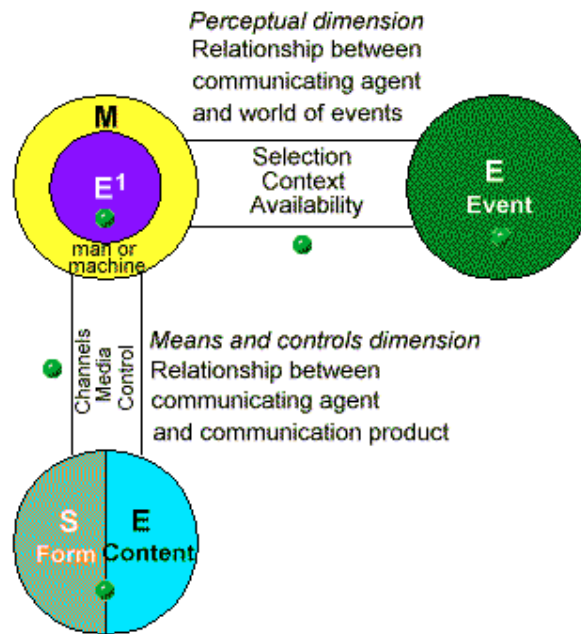 Perceptual dimension
Relationship between
communicating agent
and world of events
M
E1
man or
machine
Selection
Context
Availability
E
Event
Channels
Media
Control
Means and controls dimension
Relationship between
communicating agent
and communication product
S
Form
E
Content